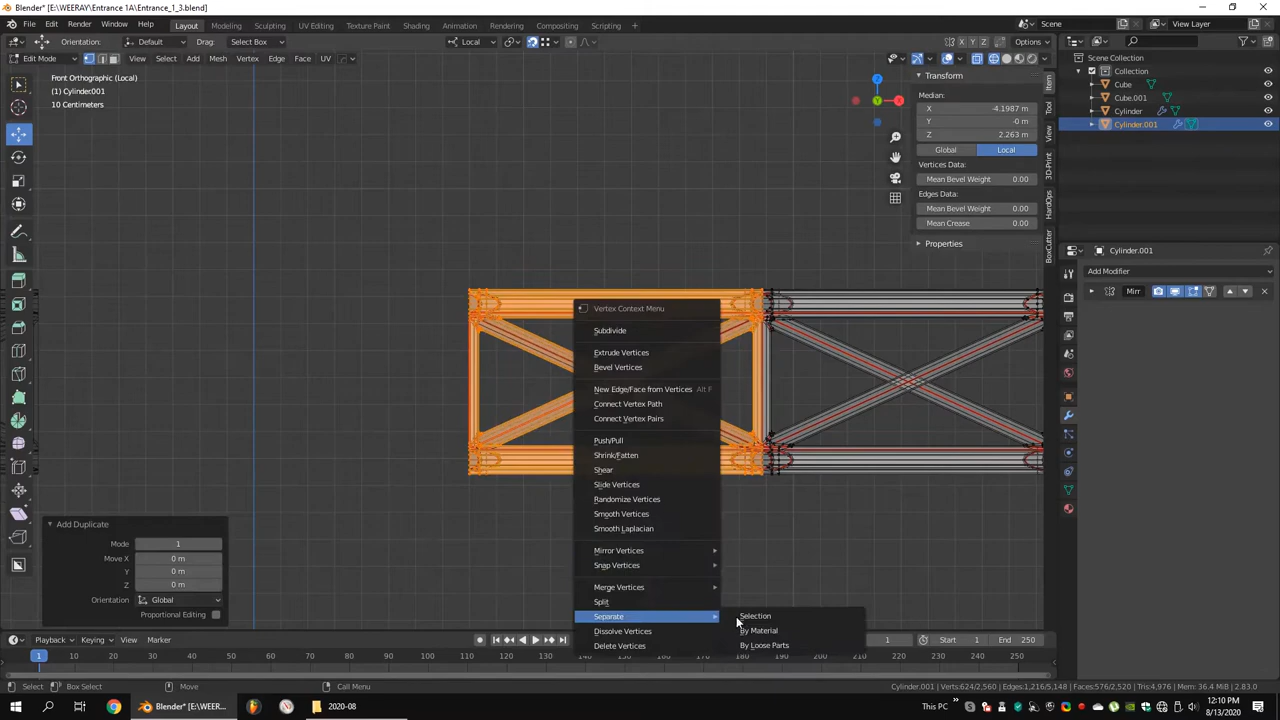 Blender* [E:\WEERAY\Entrance 1A\Entrance_1_3.blend]
File Edit Render Window Help Layout Modeling Sculpting UV Editing Texture Paint Shading Animation Rendering Compositing Scripting + Scene View Layer
Orientation: Default Drag: Select Box Local X Y Z Options
Edit Mode View Select Add Mesh Vertex Edge Face UV
Front Orthographic (Local)
(1) Cylinder.001
10 Centimeters
Z
X
Y
Transform
Median:
X -4.1987 m
Y -0 m
Z 2.263 m
Global Local
Vertices Data:
Mean Bevel Weight 0.00
Edges Data:
Mean Bevel Weight 0.00
Mean Crease 0.00
Properties
Item
Tool
View
3D-Print
HardOps
BoxCutter
Scene Collection
Collection
Cube
Cube.001
Cylinder
Cylinder.001
Cylinder.001
Add Modifier
Mirr
Vertex Context Menu
Subdivide
Extrude Vertices
Bevel Vertices
New Edge/Face from Vertices Alt F
Connect Vertex Path
Connect Vertex Pairs
Push/Pull
Shrink/Fatten
Shear
Slide Vertices
Randomize Vertices
Smooth Vertices
Smooth Laplacian
Mirror Vertices
Snap Vertices
Merge Vertices
Split
Separate
Dissolve Vertices
Delete Vertices
Selection
By Material
By Loose Parts
Add Duplicate
Mode 1
Move X 0 m
Y 0 m
Z 0 m
Orientation Global
Proportional Editing
Playback Keying View Marker 1 Start 1 End 250
1 10 20 30 40 50 60 70 80 90 100 110 120 130 140 150 160 170 180 190 200 210 220 230 240 250
Select Box Select Move Call Menu Cylinder.001 | Verts:624/2,560 | Edges:1,216/5,148 | Faces:576/2,520 | Tris:4,976 | Mem: 36.4 MiB | 2.83.0
Blender* [E:\WEER... 2020-08 This PC 12:10 PM
8/13/2020